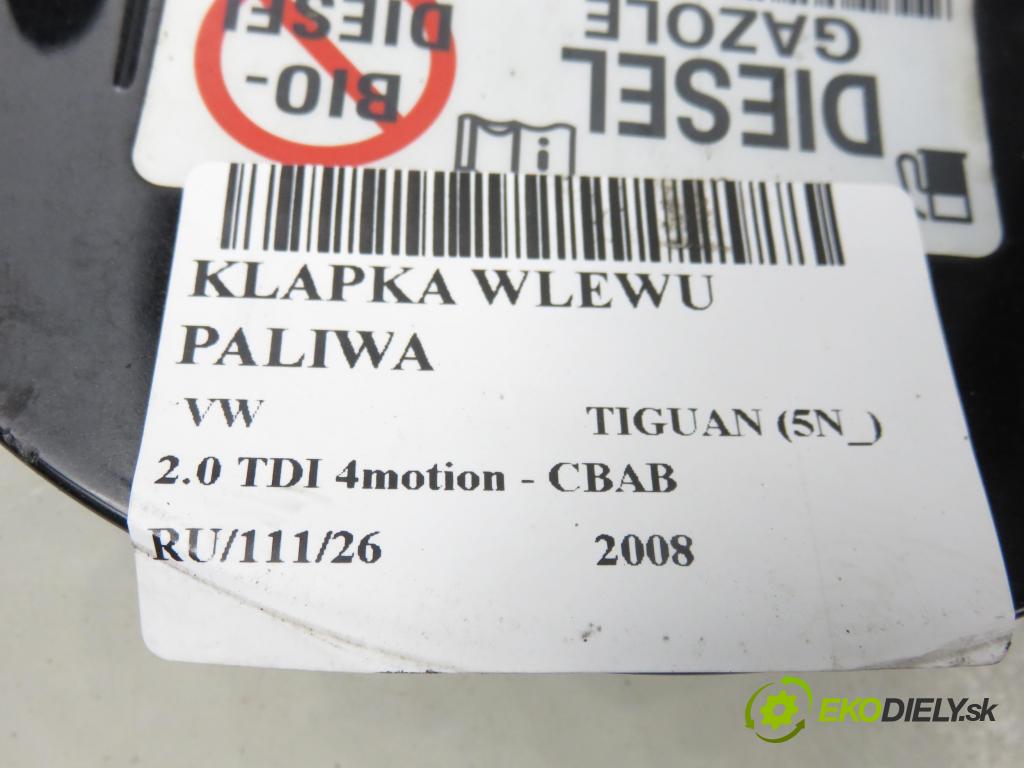 DIESEL
GAZOLE
BIO-
DIESEL
i
KLAPKA WLEWU
PALIWA
VW TIGUAN (5N_)
2.0 TDI 4motion - CBAB
RU/111/26 2008
EKODIELY.sk